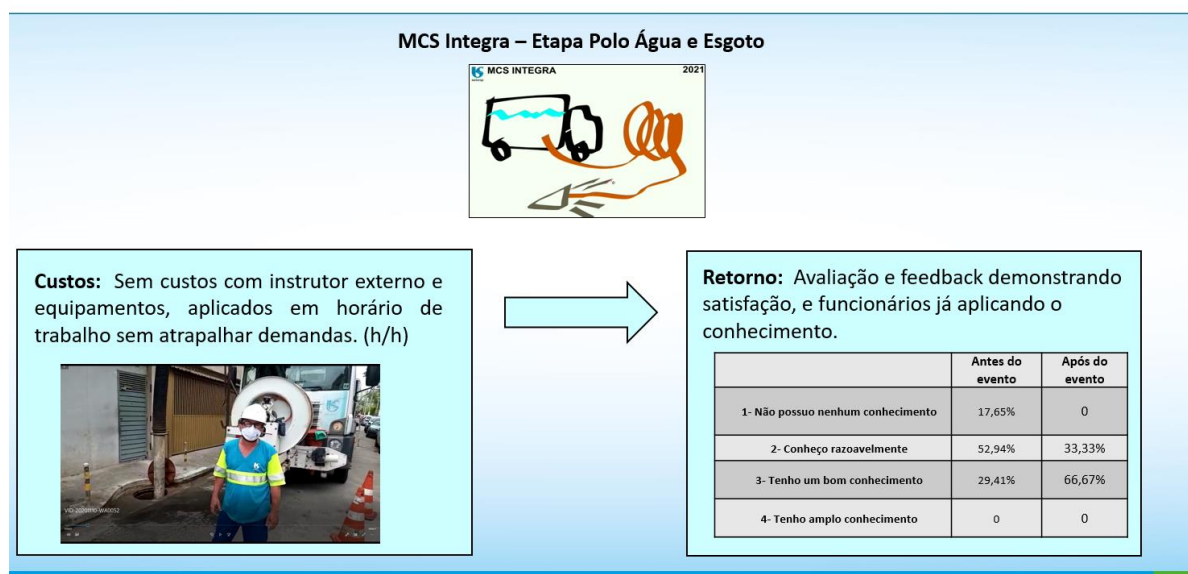 MCS Integra – Etapa Polo Água e Esgoto
MCS INTEGRA 2021
Custos: Sem custos com instrutor externo e
equipamentos, aplicados em horário de
trabalho sem atrapalhar demandas. (h/h)
Retorno: Avaliação e feedback demonstrando
satisfação, e funcionários já aplicando o
conhecimento.
Antes do evento Após do evento
1- Não possuo nenhum conhecimento 17,65% 0
2- Conheço razoavelmente 52,94% 33,33%
3- Tenho um bom conhecimento 29,41% 66,67%
4- Tenho amplo conhecimento 0 0